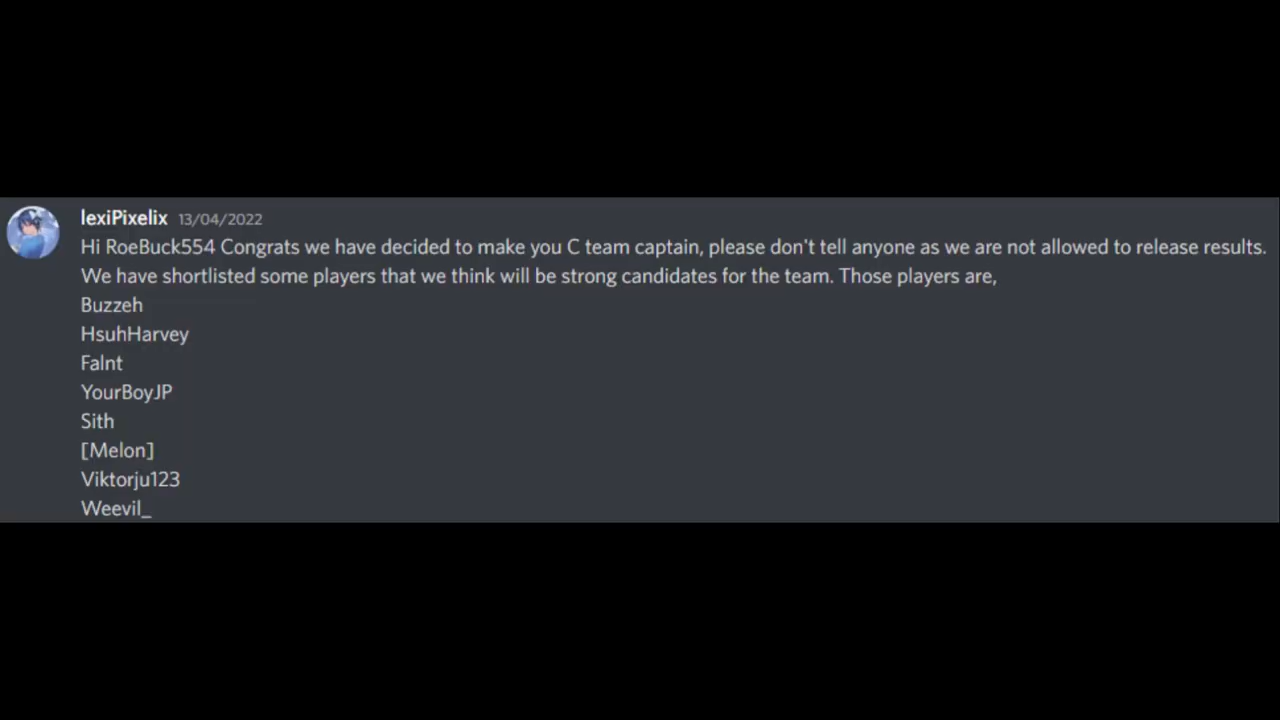 lexiPixelix 13/04/2022
Hi RoeBuck554 Congrats we have decided to make you C team captain, please don't tell anyone as we are not allowed to release results.
We have shortlisted some players that we think will be strong candidates for the team. Those players are,
Buzzeh
HsuhHarvey
Falnt
YourBoyJP
Sith
[Melon]
Viktorju123
Weevil_